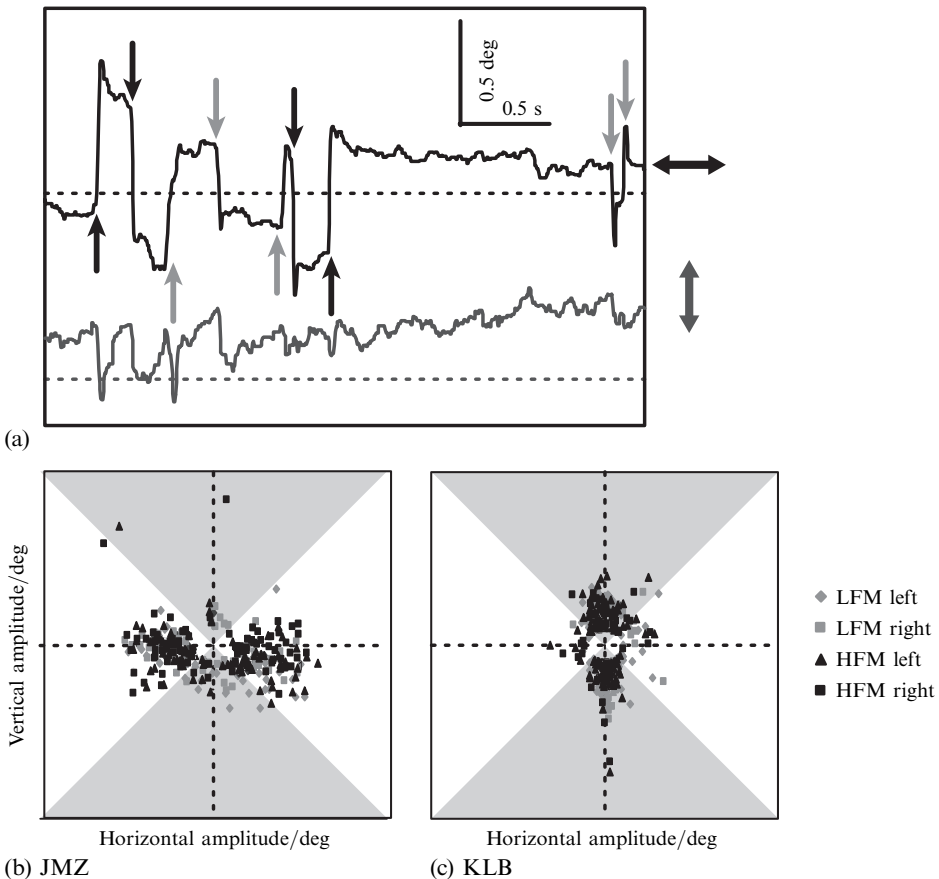 0.5 deg
0.5 s
(a)
Vertical amplitude/deg
Horizontal amplitude/deg
Horizontal amplitude/deg
LFM left
LFM right
HFM left
HFM right
(b) JMZ
(c) KLB